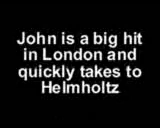 John is a big hit
in London and
quickly takes to
Helmholtz